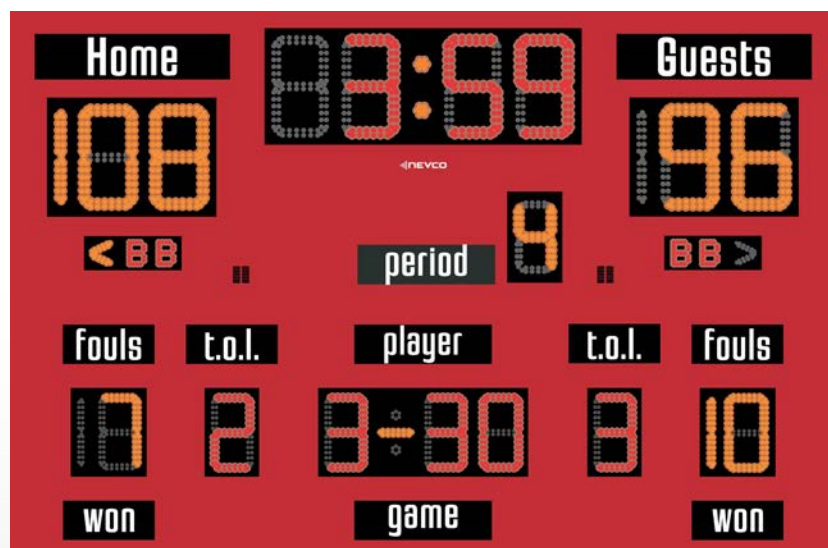 Home 3:59 Guests
108 96
NEVCO
< BB period 4 BB >
fouls t.o.l. player t.o.l. fouls
7 2 3-30 3 10
won game won